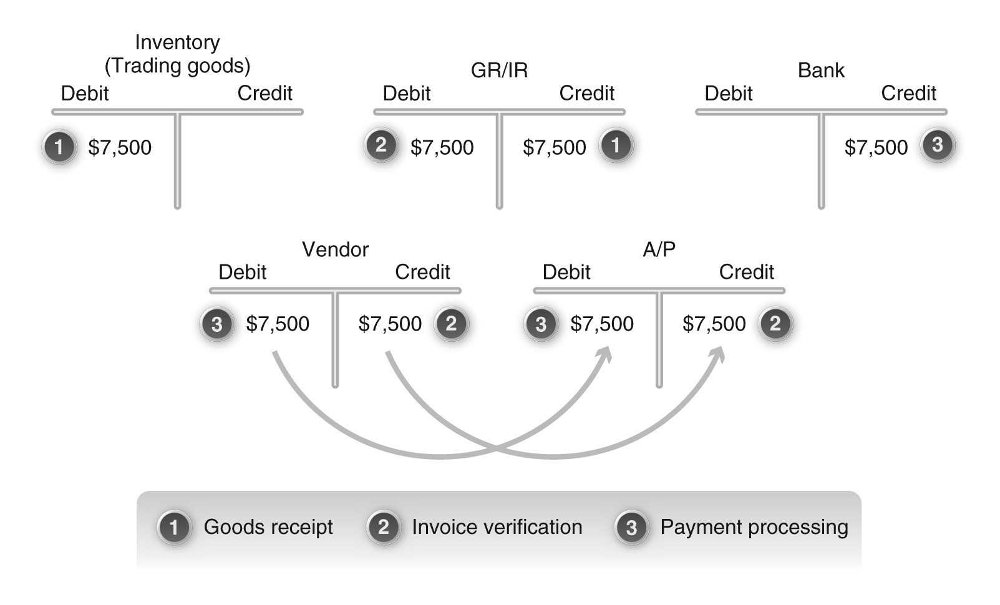 Inventory
(Trading goods)
Debit Credit
1 $7,500
GR/IR
Debit Credit
2 $7,500 $7,500 1
Bank
Debit Credit
$7,500 3
Vendor
Debit Credit
3 $7,500 $7,500 2
A/P
Debit Credit
3 $7,500 $7,500 2
1 Goods receipt 2 Invoice verification 3 Payment processing